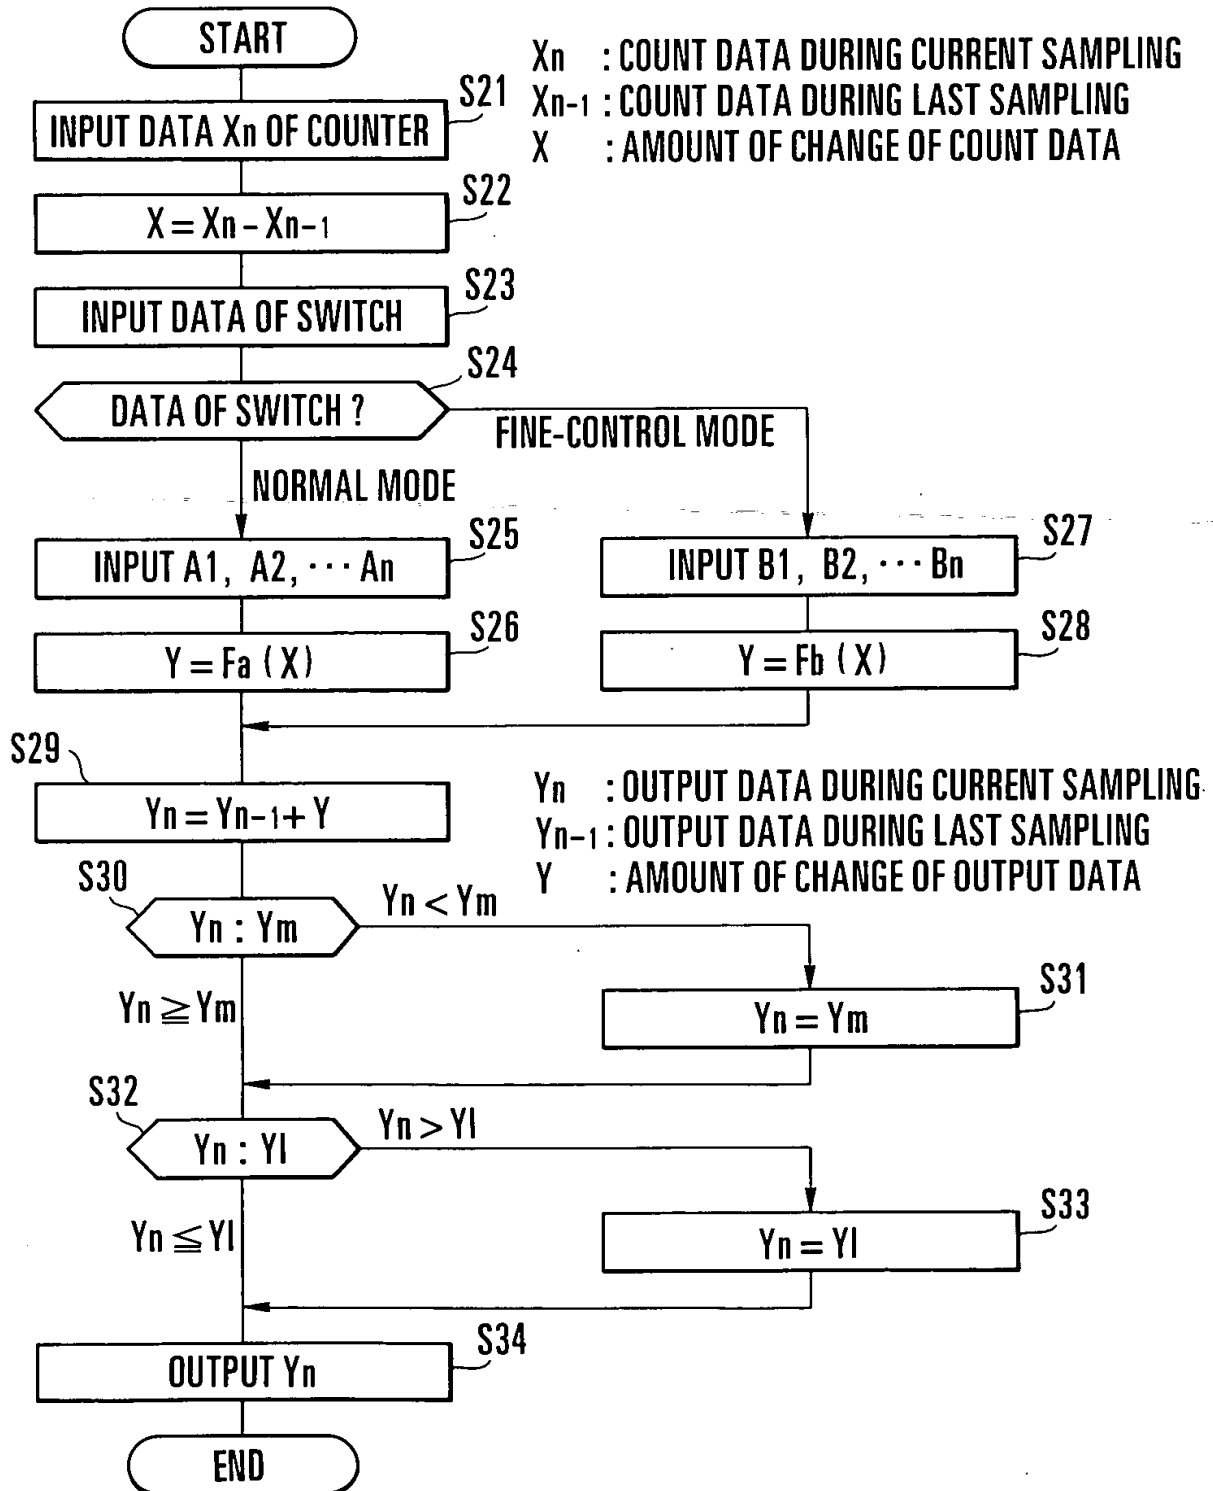 START
Xn : COUNT DATA DURING CURRENT SAMPLING
Xn-1 : COUNT DATA DURING LAST SAMPLING
X : AMOUNT OF CHANGE OF COUNT DATA
S21
INPUT DATA Xn OF COUNTER
S22
X = Xn - Xn-1
S23
INPUT DATA OF SWITCH
S24
DATA OF SWITCH ?
FINE-CONTROL MODE
NORMAL MODE
S25
INPUT A1, A2, ··· An
S27
INPUT B1, B2, ··· Bn
S26
Y = Fa ( X )
S28
Y = Fb ( X )
S29
Yn = Yn-1 + Y
Yn : OUTPUT DATA DURING CURRENT SAMPLING
Yn-1 : OUTPUT DATA DURING LAST SAMPLING
Y : AMOUNT OF CHANGE OF OUTPUT DATA
S30
Yn : Ym
Yn < Ym
Yn ≧ Ym
S31
Yn = Ym
S32
Yn : Yl
Yn > Yl
Yn ≦ Yl
S33
Yn = Yl
S34
OUTPUT Yn
END